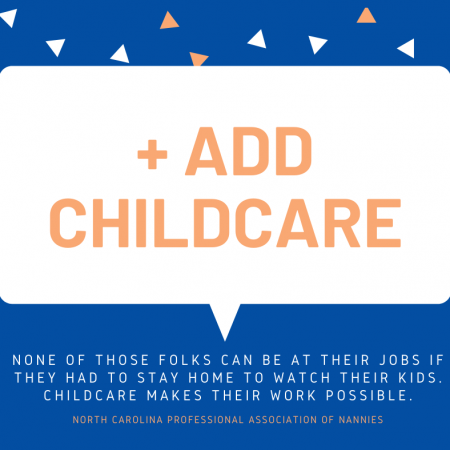 + ADD
CHILDCARE
NONE OF THOSE FOLKS CAN BE AT THEIR JOBS IF
THEY HAD TO STAY HOME TO WATCH THEIR KIDS.
CHILDCARE MAKES THEIR WORK POSSIBLE.
NORTH CAROLINA PROFESSIONAL ASSOCIATION OF NANNIES